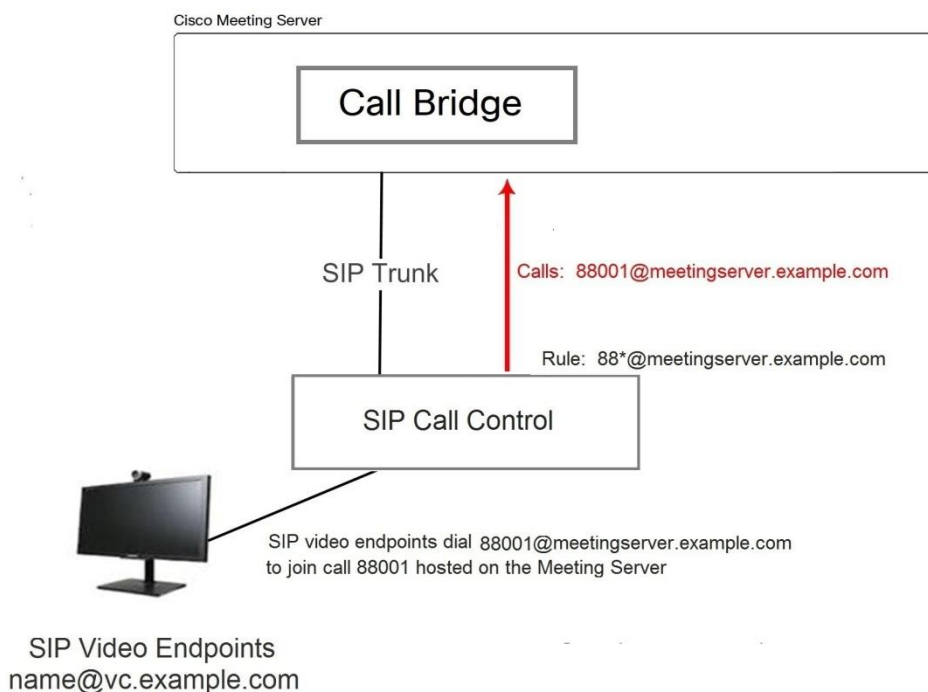 Cisco Meeting Server
Call Bridge
SIP Trunk
Calls: 88001@meetingserver.example.com
Rule: 88*@meetingserver.example.com
SIP Call Control
SIP video endpoints dial 88001@meetingserver.example.com
to join call 88001 hosted on the Meeting Server
SIP Video Endpoints
name@vc.example.com